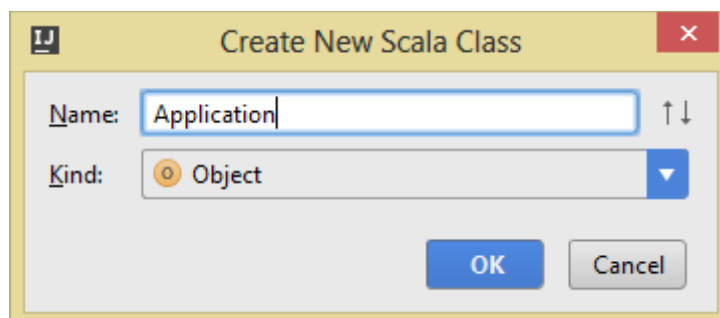 IJ
Create New Scala Class
Name: Application
Kind: O Object
OK Cancel